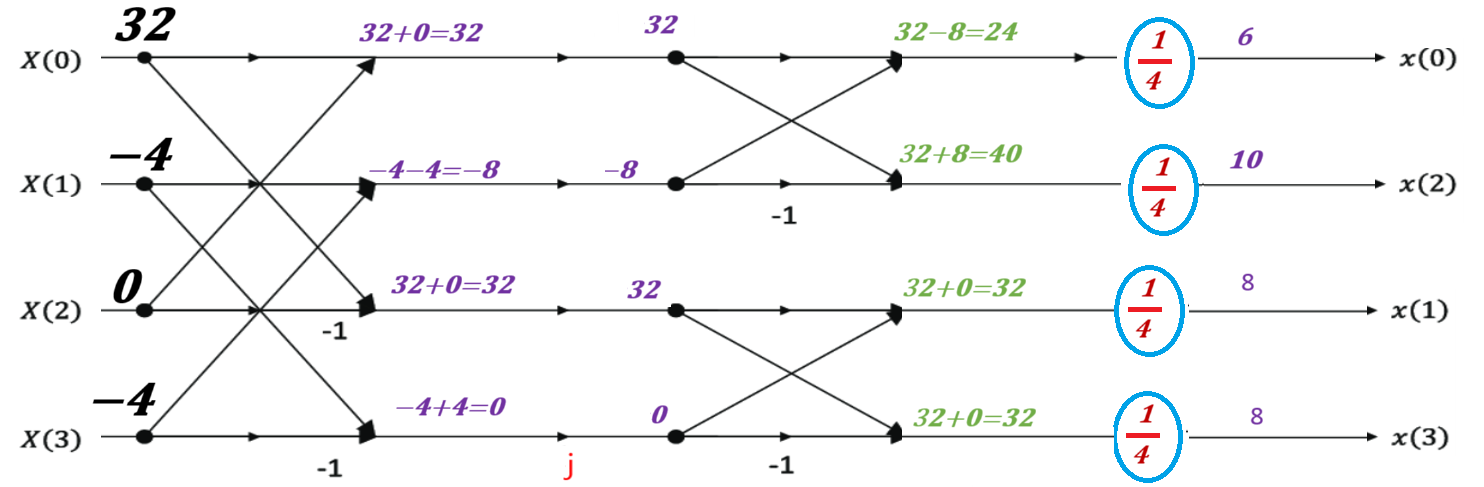 32
X(0) 32+0=32 32 32−8=24 1/4 6 x(0)
−4
X(1) −4−4=−8 −8 32+8=40 1/4 10 x(2)
-1
0
X(2) 32+0=32 32 32+0=32 1/4 8 x(1)
-1
−4
X(3) −4+4=0 0 32+0=32 1/4 8 x(3)
-1 j -1